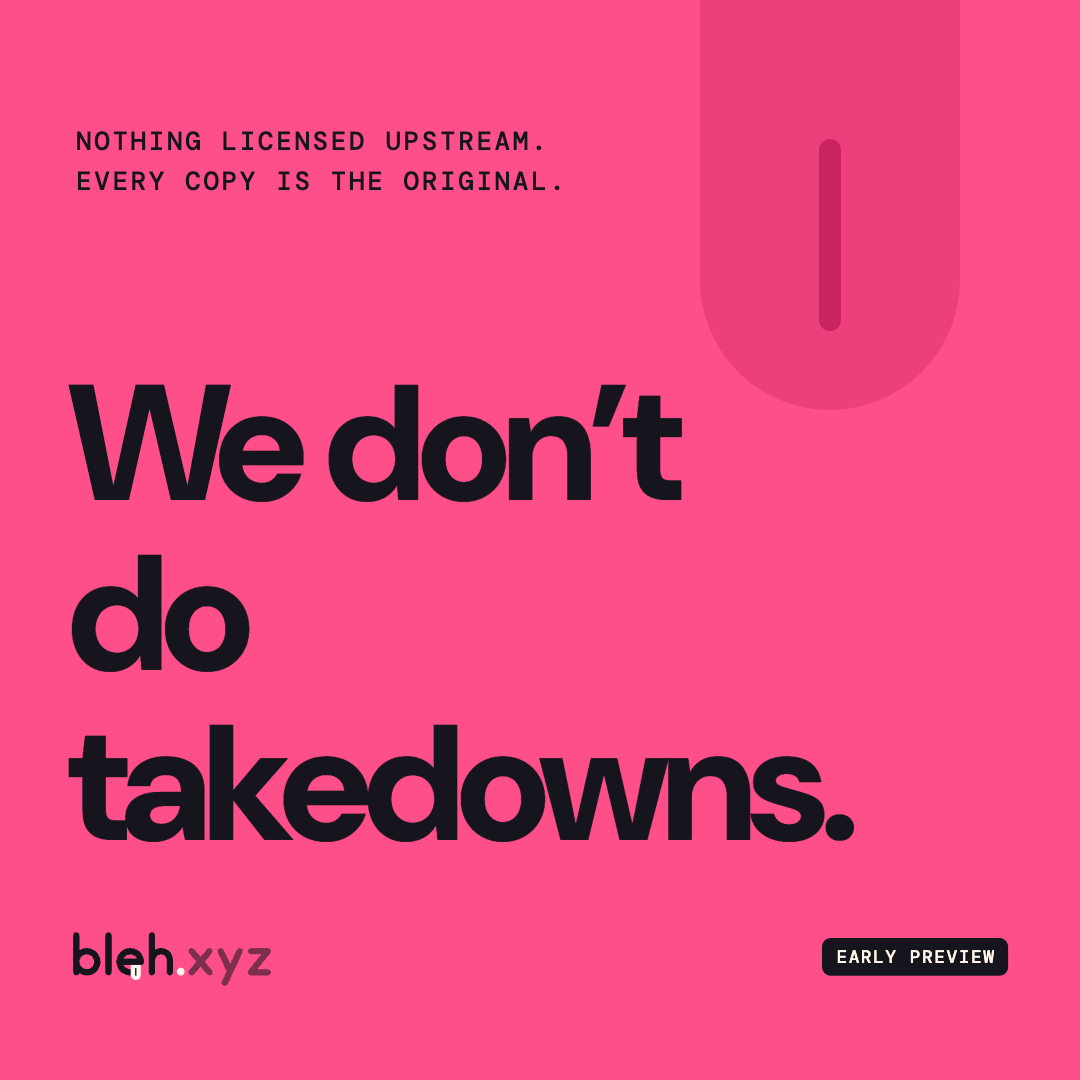 NOTHING LICENSED UPSTREAM.
EVERY COPY IS THE ORIGINAL.
We don’t
do
takedowns.
bleh.xyz
EARLY PREVIEW